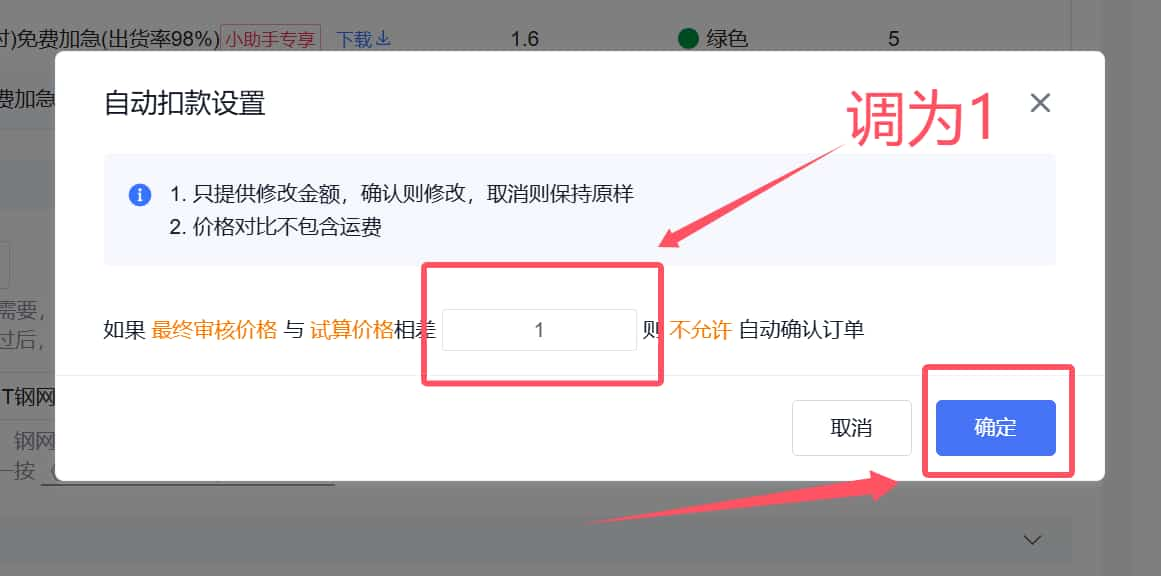 时)免费加急(出货率98%) 小助手专享 下载 1.6 绿色 5
费加急
自动扣款设置
调为1
1. 只提供修改金额，确认则修改，取消则保持原样
2. 价格对比不包含运费
需要，
过后，
如果 最终审核价格 与 试算价格相差 1 则 不允许 自动确认订单
T钢网
钢网
一按
取消 确定